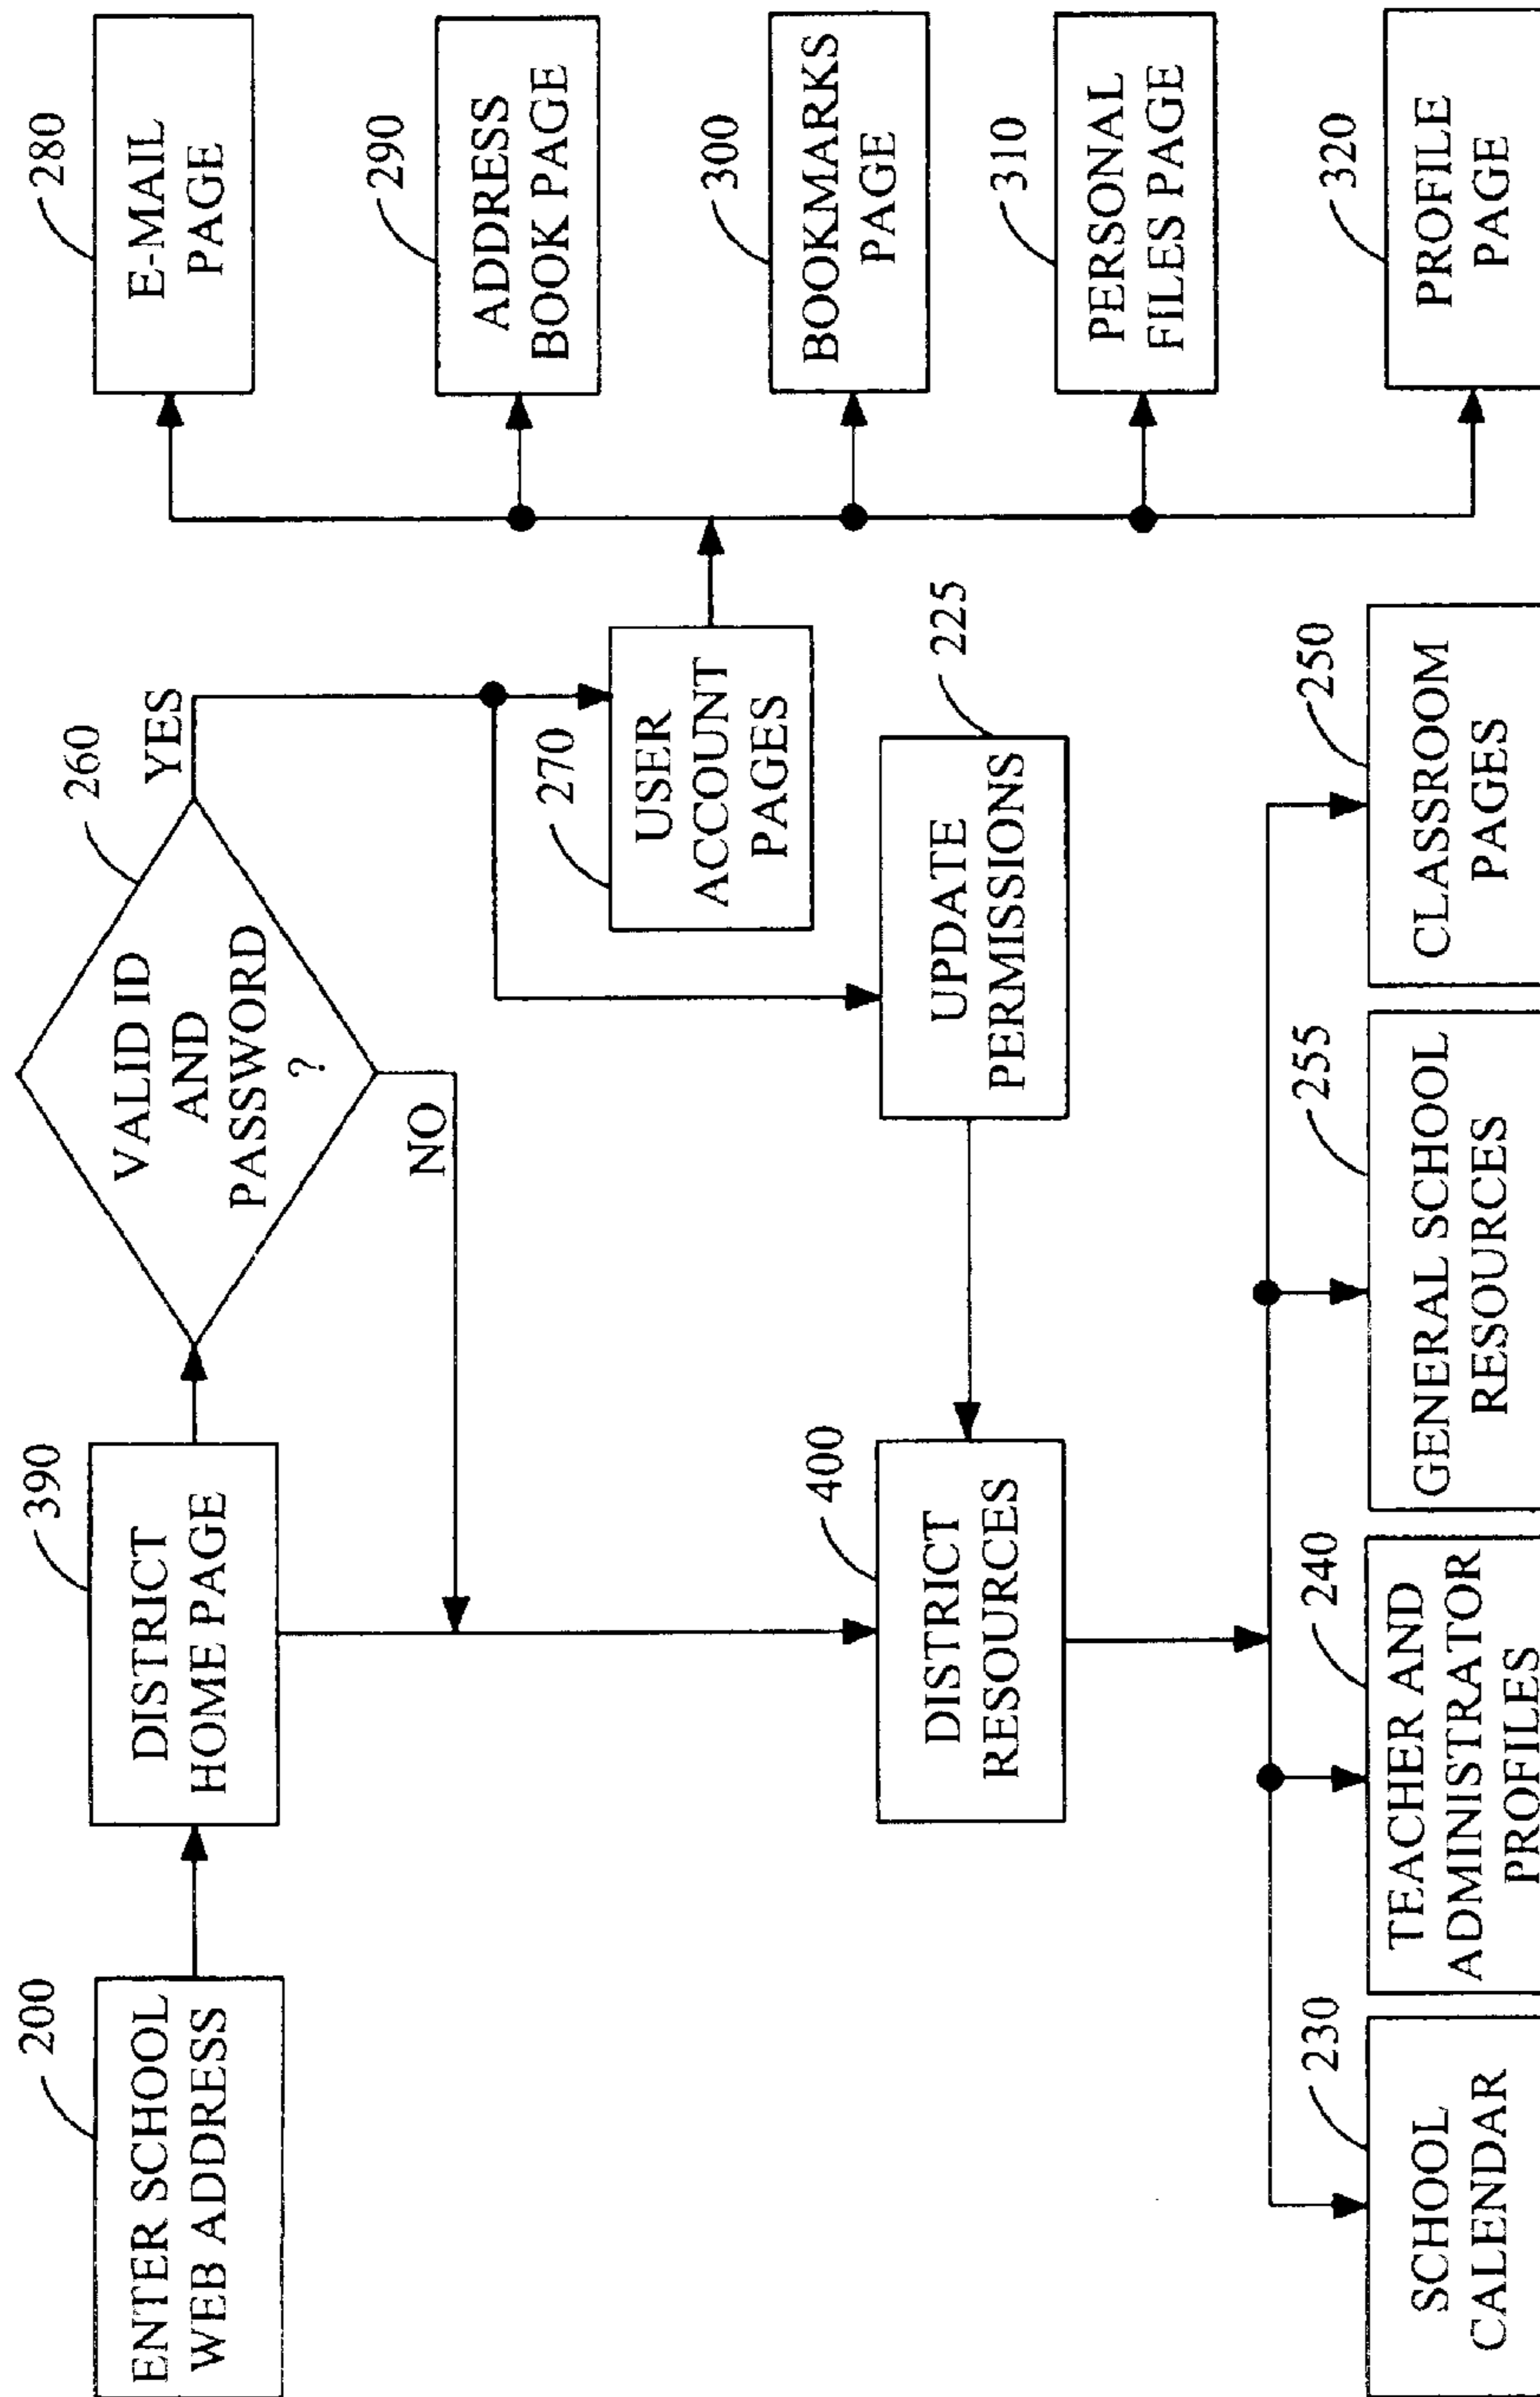 200
ENTER SCHOOL
WEB ADDRESS
390
DISTRICT
HOME PAGE
260
VALID ID
AND
PASSWORD
?
YES
NO
270
USER
ACCOUNT
PAGES
280
E-MAIL
PAGE
290
ADDRESS
BOOK PAGE
300
BOOKMARKS
PAGE
310
PERSONAL
FILES PAGE
320
PROFILE
PAGE
225
UPDATE
PERMISSIONS
400
DISTRICT
RESOURCES
230
SCHOOL
CALENDAR
240
TEACHER AND
ADMINISTRATOR
PROFILES
255
GENERAL SCHOOL
RESOURCES
250
CLASSROOM
PAGES